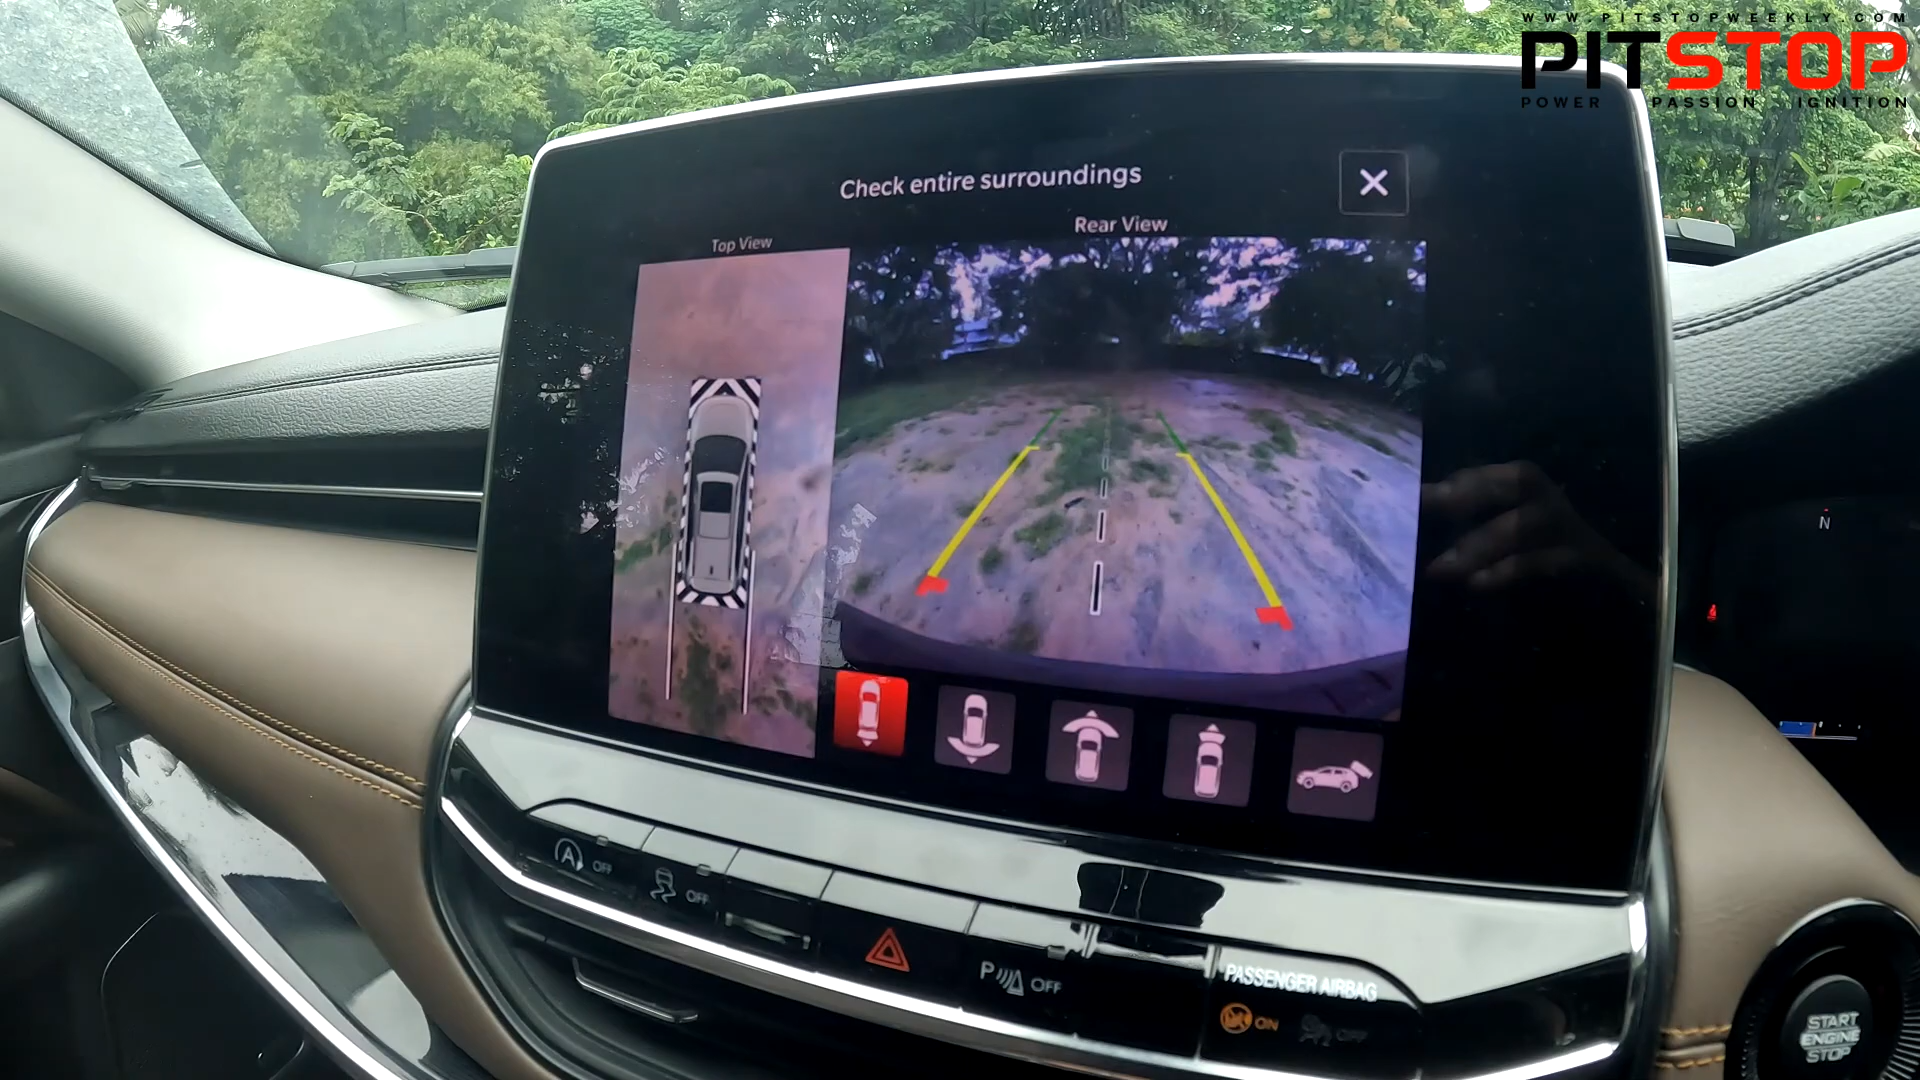 WWW.PITSTOPWEEKLY.COM
PITSTOP
POWER PASSION IGNITION
Check entire surroundings
X
Top View
Rear View
N
A OFF
OFF
P OFF
PASSENGER AIRBAG
ON OFF
START
ENGINE
STOP